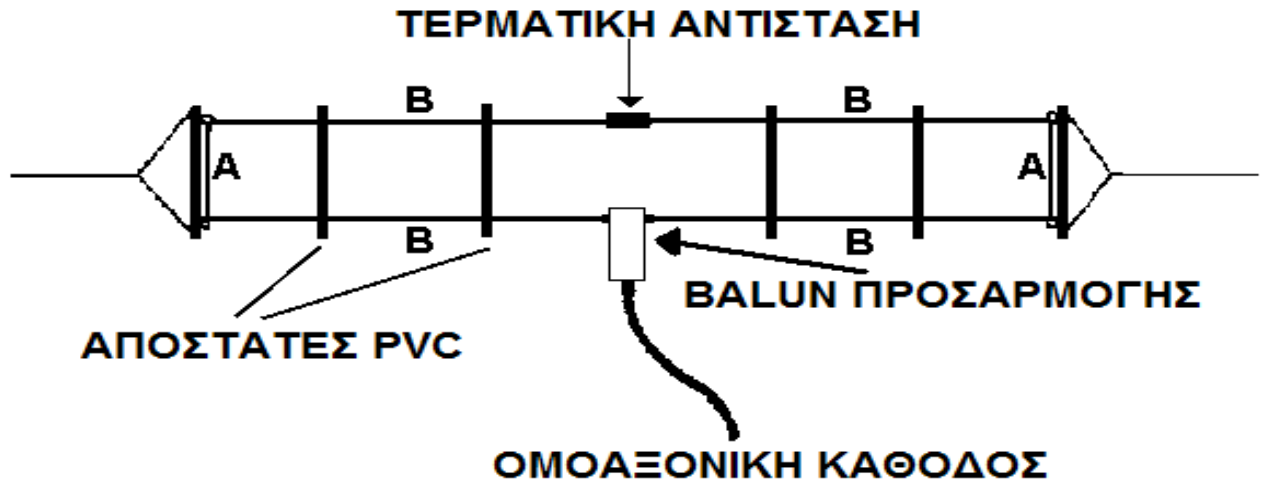 ΤΕΡΜΑΤΙΚΗ ΑΝΤΙΣΤΑΣΗ
B B
A A
B B
BALUN ΠΡΟΣΑΡΜΟΓΗΣ
ΑΠΟΣΤΑΤΕΣ PVC
ΟΜΟΑΞΟΝΙΚΗ ΚΑΘΟΔΟΣ